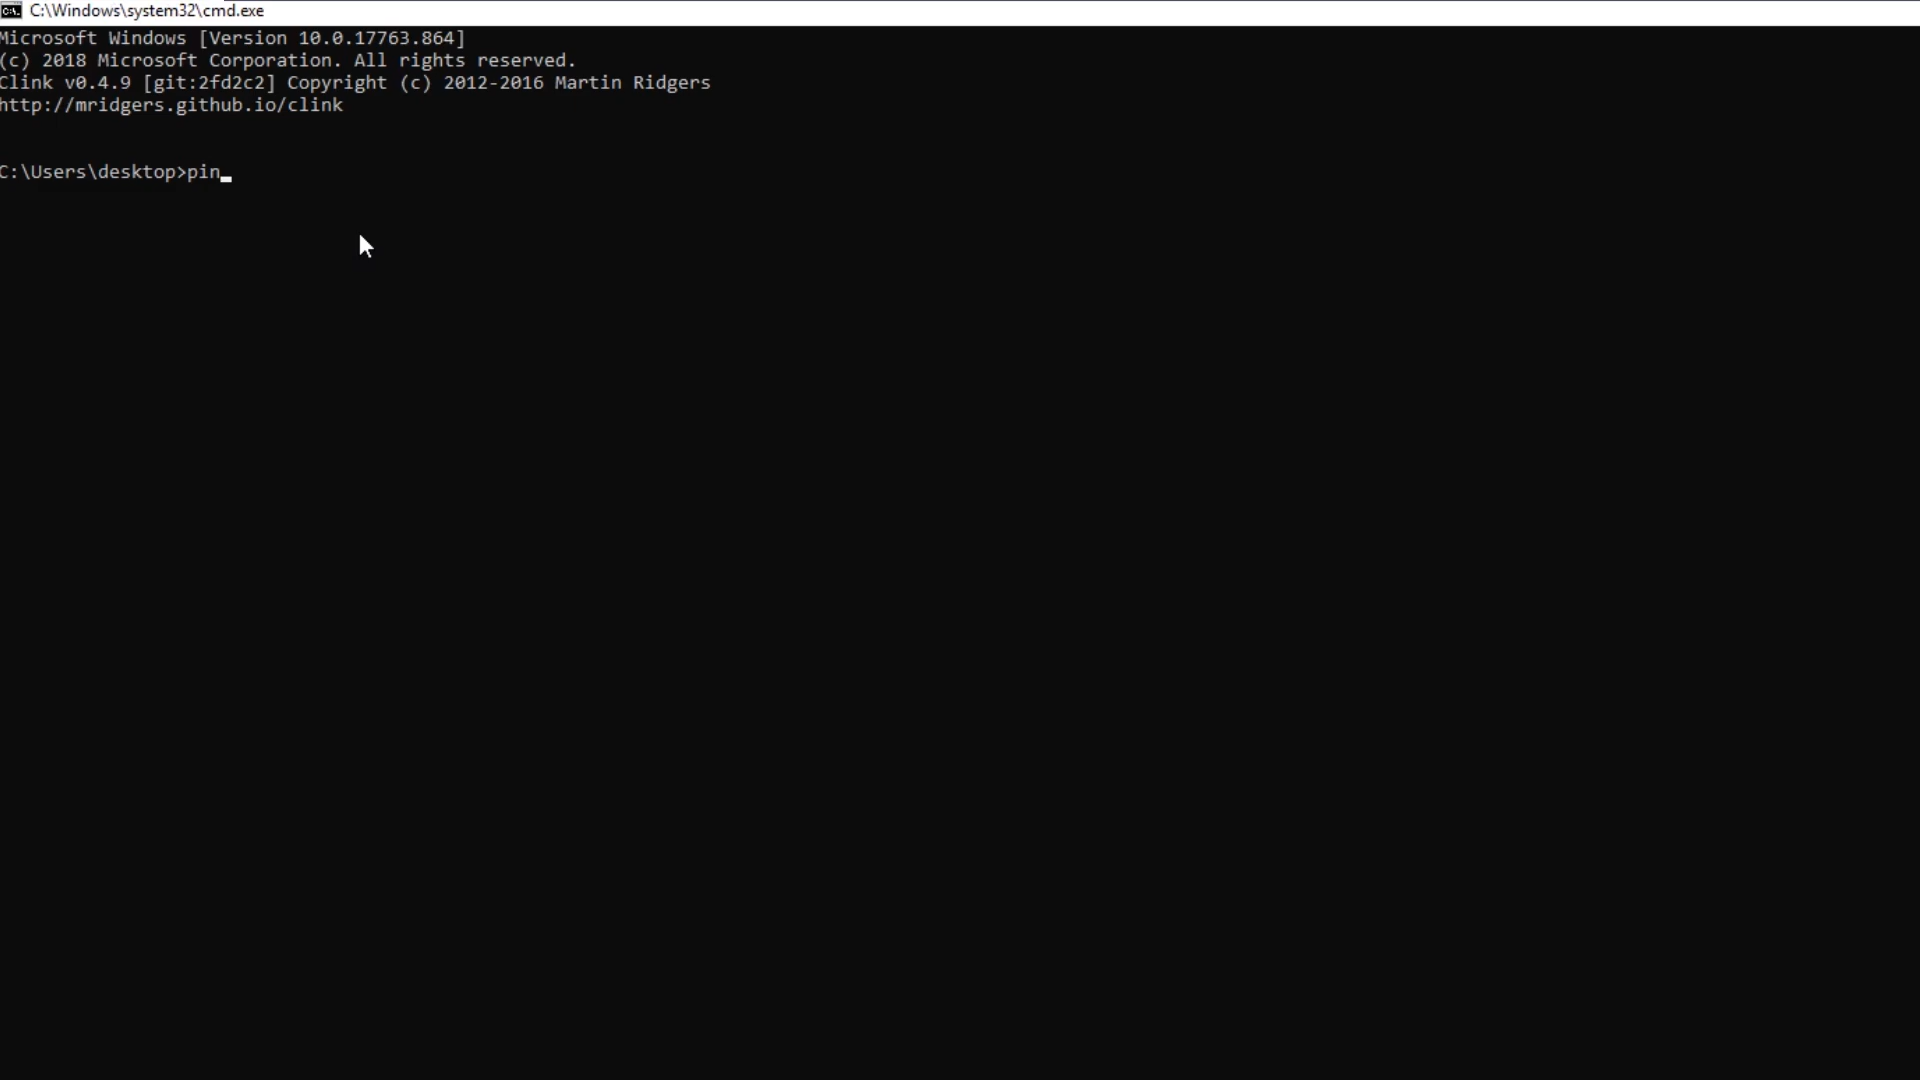 C:\Windows\system32\cmd.exe
Microsoft Windows [Version 10.0.17763.864]
(c) 2018 Microsoft Corporation. All rights reserved.
Clink v0.4.9 [git:2fd2c2] Copyright (c) 2012-2016 Martin Ridgers
http://mridgers.github.io/clink
C:\Users\desktop>pin_